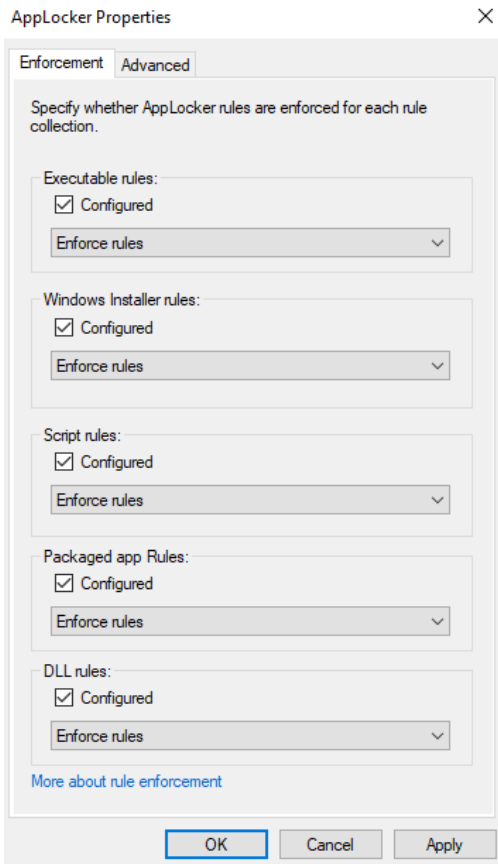 AppLocker Properties
Enforcement
Advanced
Specify whether AppLocker rules are enforced for each rule
collection.
Executable rules:
Configured
Enforce rules
Windows Installer rules:
Configured
Enforce rules
Script rules:
Configured
Enforce rules
Packaged app Rules:
Configured
Enforce rules
DLL rules:
Configured
Enforce rules
More about rule enforcement
OK
Cancel
Apply